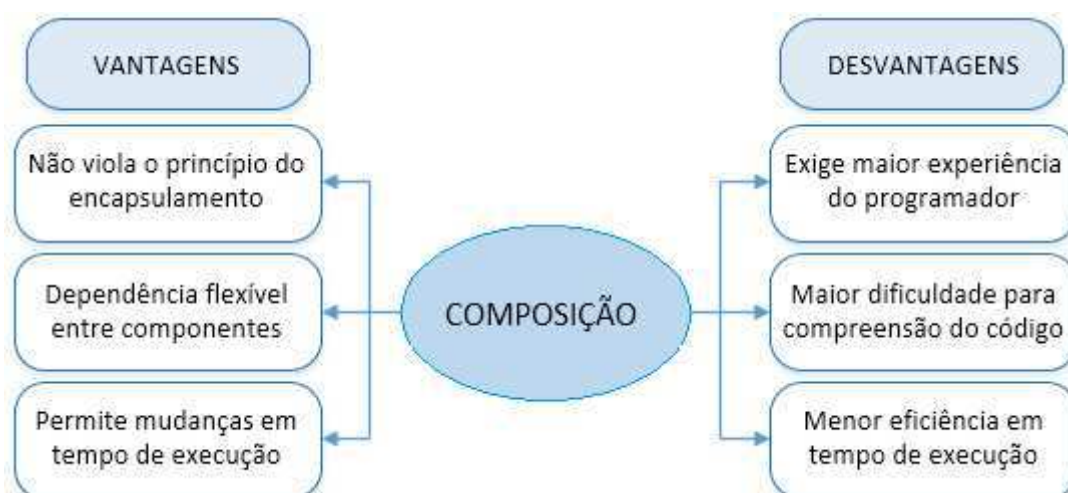 VANTAGENS
Não viola o princípio do
encapsulamento
Dependência flexível
entre componentes
Permite mudanças em
tempo de execução
COMPOSIÇÃO
DESVANTAGENS
Exige maior experiência
do programador
Maior dificuldade para
compreensão do código
Menor eficiência em
tempo de execução